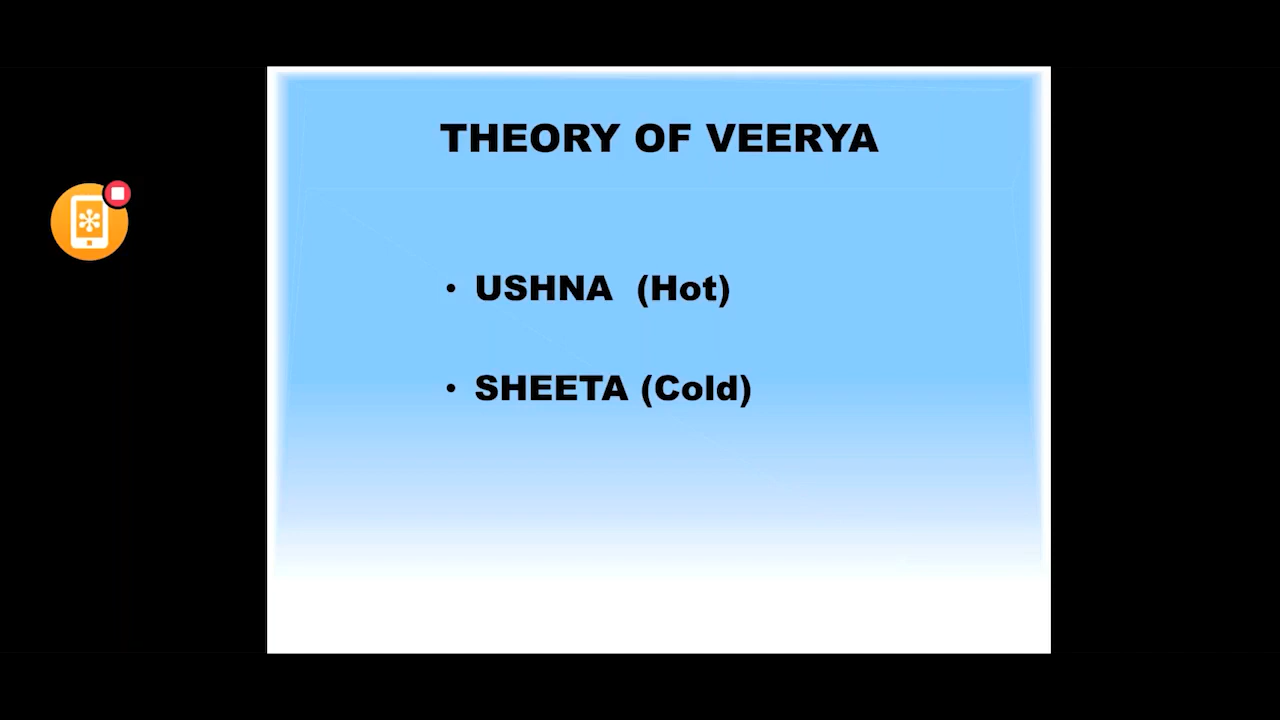 THEORY OF VEERYA
• USHNA (Hot)
• SHEETA (Cold)